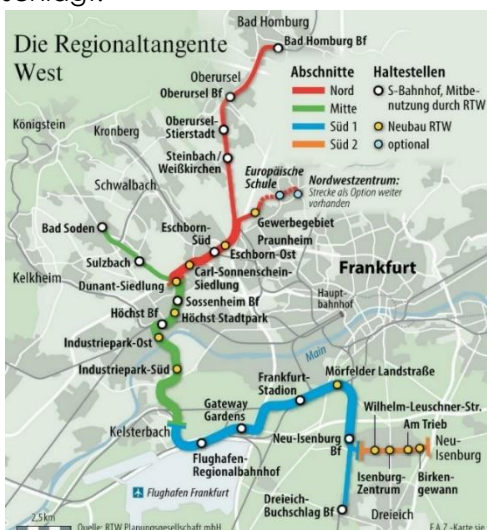 schlägt.
Die Regionaltangente
West
Bad Homburg
Bad Homburg Bf
Abschnitte
Nord
Mitte
Süd 1
Süd 2
Haltestellen
S-Bahnhof, Mitbe-
nutzung durch RTW
Neubau RTW
optional
Oberursel
Oberursel Bf
Königstein
Kronberg
Oberursel-
Stierstadt
Steinbach/
Weißkirchen
Schwalbach
Europäische
Schule
Nordwestzentrum:
Strecke als Option weiter
vorhanden
Bad Soden
Eschborn-
Süd
Gewerbegebiet
Praunheim
Eschborn-Ost
Sulzbach
Carl-Sonnenschein-
Siedlung
Frankfurt
Kelkheim
Dunant-Siedlung
Sossenheim Bf
Haupt-
bahnhof
Höchst Bf
Höchst Stadtpark
Industriepark-Ost
Main
Industriepark-Süd
Frankfurt-
Stadion
Mörfelder Landstraße
Gateway
Gardens
Wilhelm-Leuschner-Str.
Am Trieb
Kelsterbach
Neu-Isenburg
Bf
Neu-
Isenburg
Flughafen-
Regionalbahnhof
Isenburg-
Zentrum
Birken-
gewann
Flughafen Frankfurt
Dreieich-
Buchschlag Bf
Dreieich
2,5km
Quelle: RTW Planungsgesellschaft mbH
F.A.Z.-Karte sie.